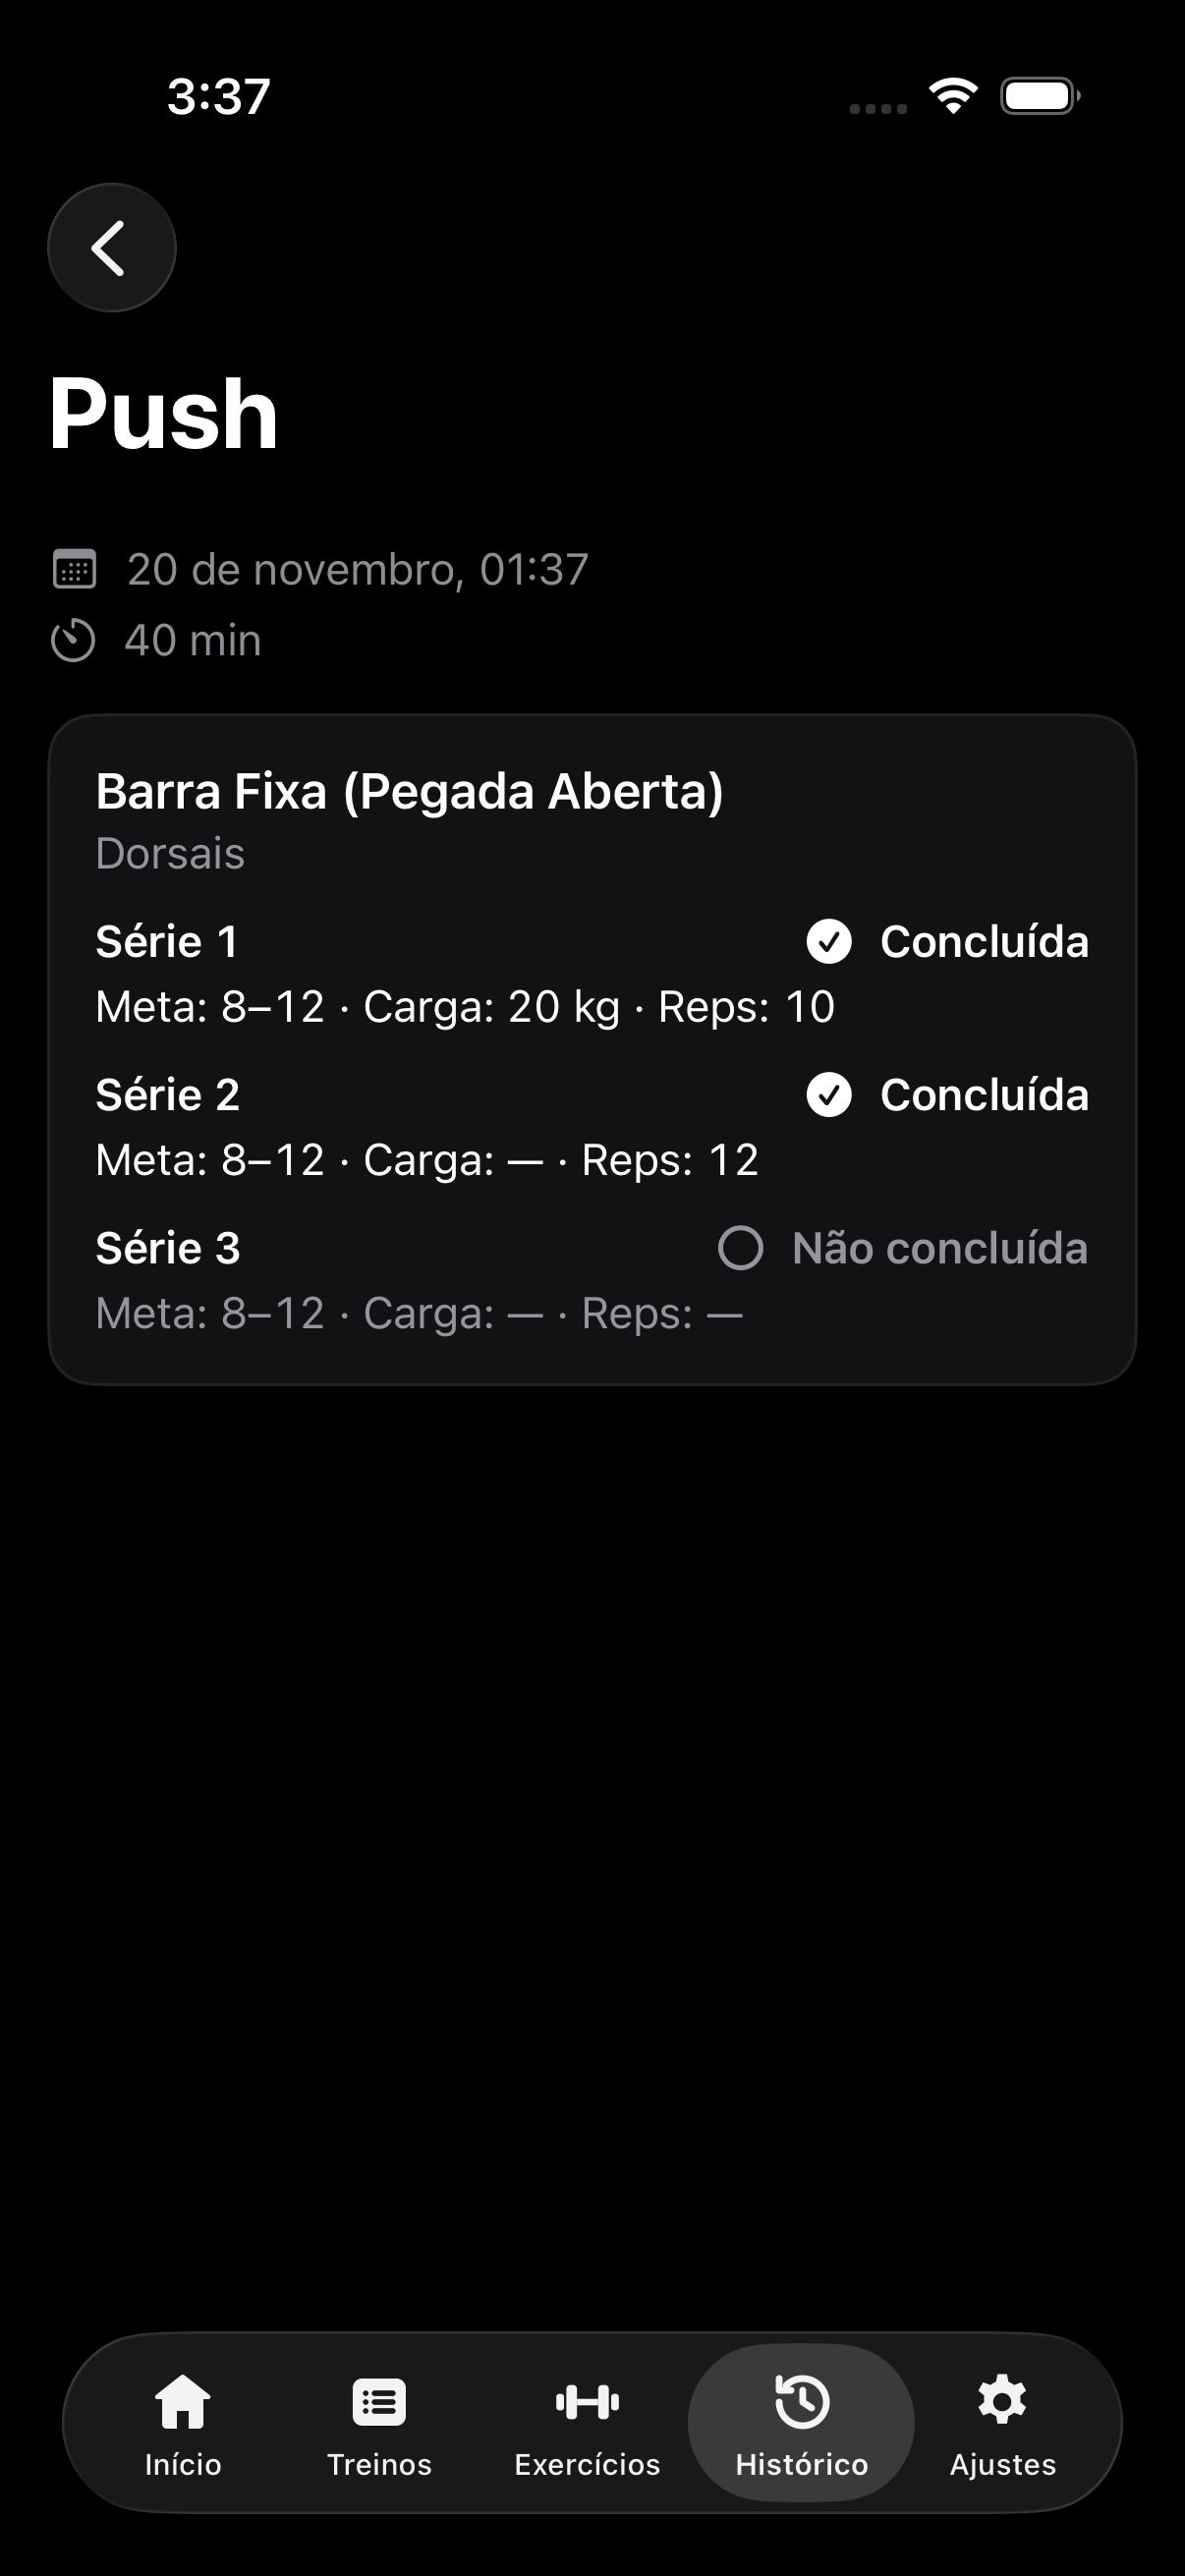 3:37
Push
20 de novembro, 01:37
40 min
Barra Fixa (Pegada Aberta)
Dorsais
Série 1 Concluída
Meta: 8–12 · Carga: 20 kg · Reps: 10
Série 2 Concluída
Meta: 8–12 · Carga: — · Reps: 12
Série 3 Não concluída
Meta: 8–12 · Carga: — · Reps: —
Início Treinos Exercícios Histórico Ajustes